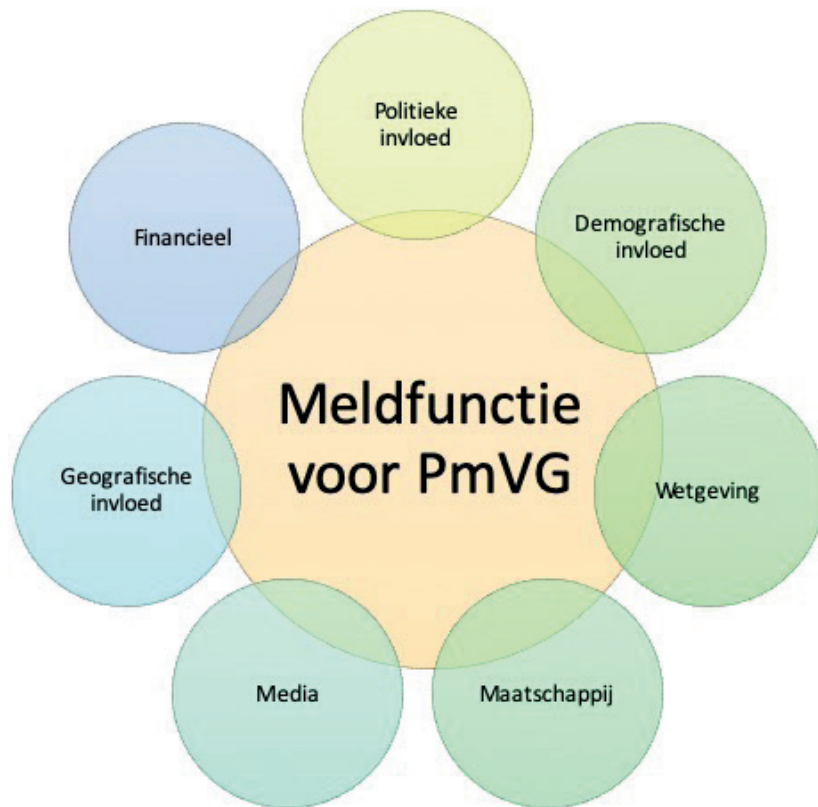 Politieke
invloed
Demografische
invloed
Wetgeving
Maatschappij
Media
Geografische
invloed
Financieel
Meldfunctie
voor PmVG